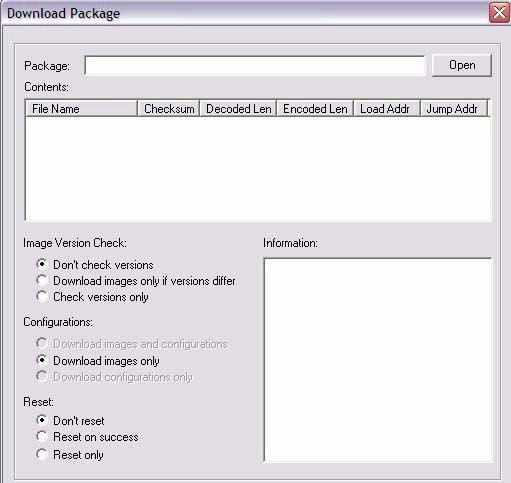 Download Package
Package:
Open
Contents:
File Name Checksum Decoded Len Encoded Len Load Addr Jump Addr
Image Version Check:
Information:
Don't check versions
Download images only if versions differ
Check versions only
Configurations:
Download images and configurations
Download images only
Download configurations only
Reset:
Don't reset
Reset on success
Reset only